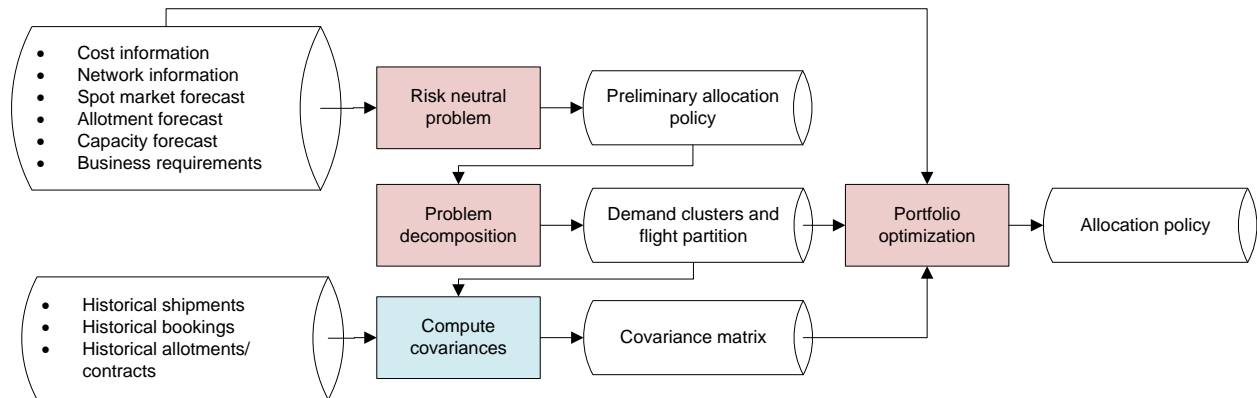 • Cost information
• Network information
• Spot market forecast
• Allotment forecast
• Capacity forecast
• Business requirements
Risk neutral
problem
Preliminary allocation
policy
Problem
decomposition
Demand clusters and
flight partition
Portfolio
optimization
Allocation policy
• Historical shipments
• Historical bookings
• Historical allotments/
contracts
Compute
covariances
Covariance matrix